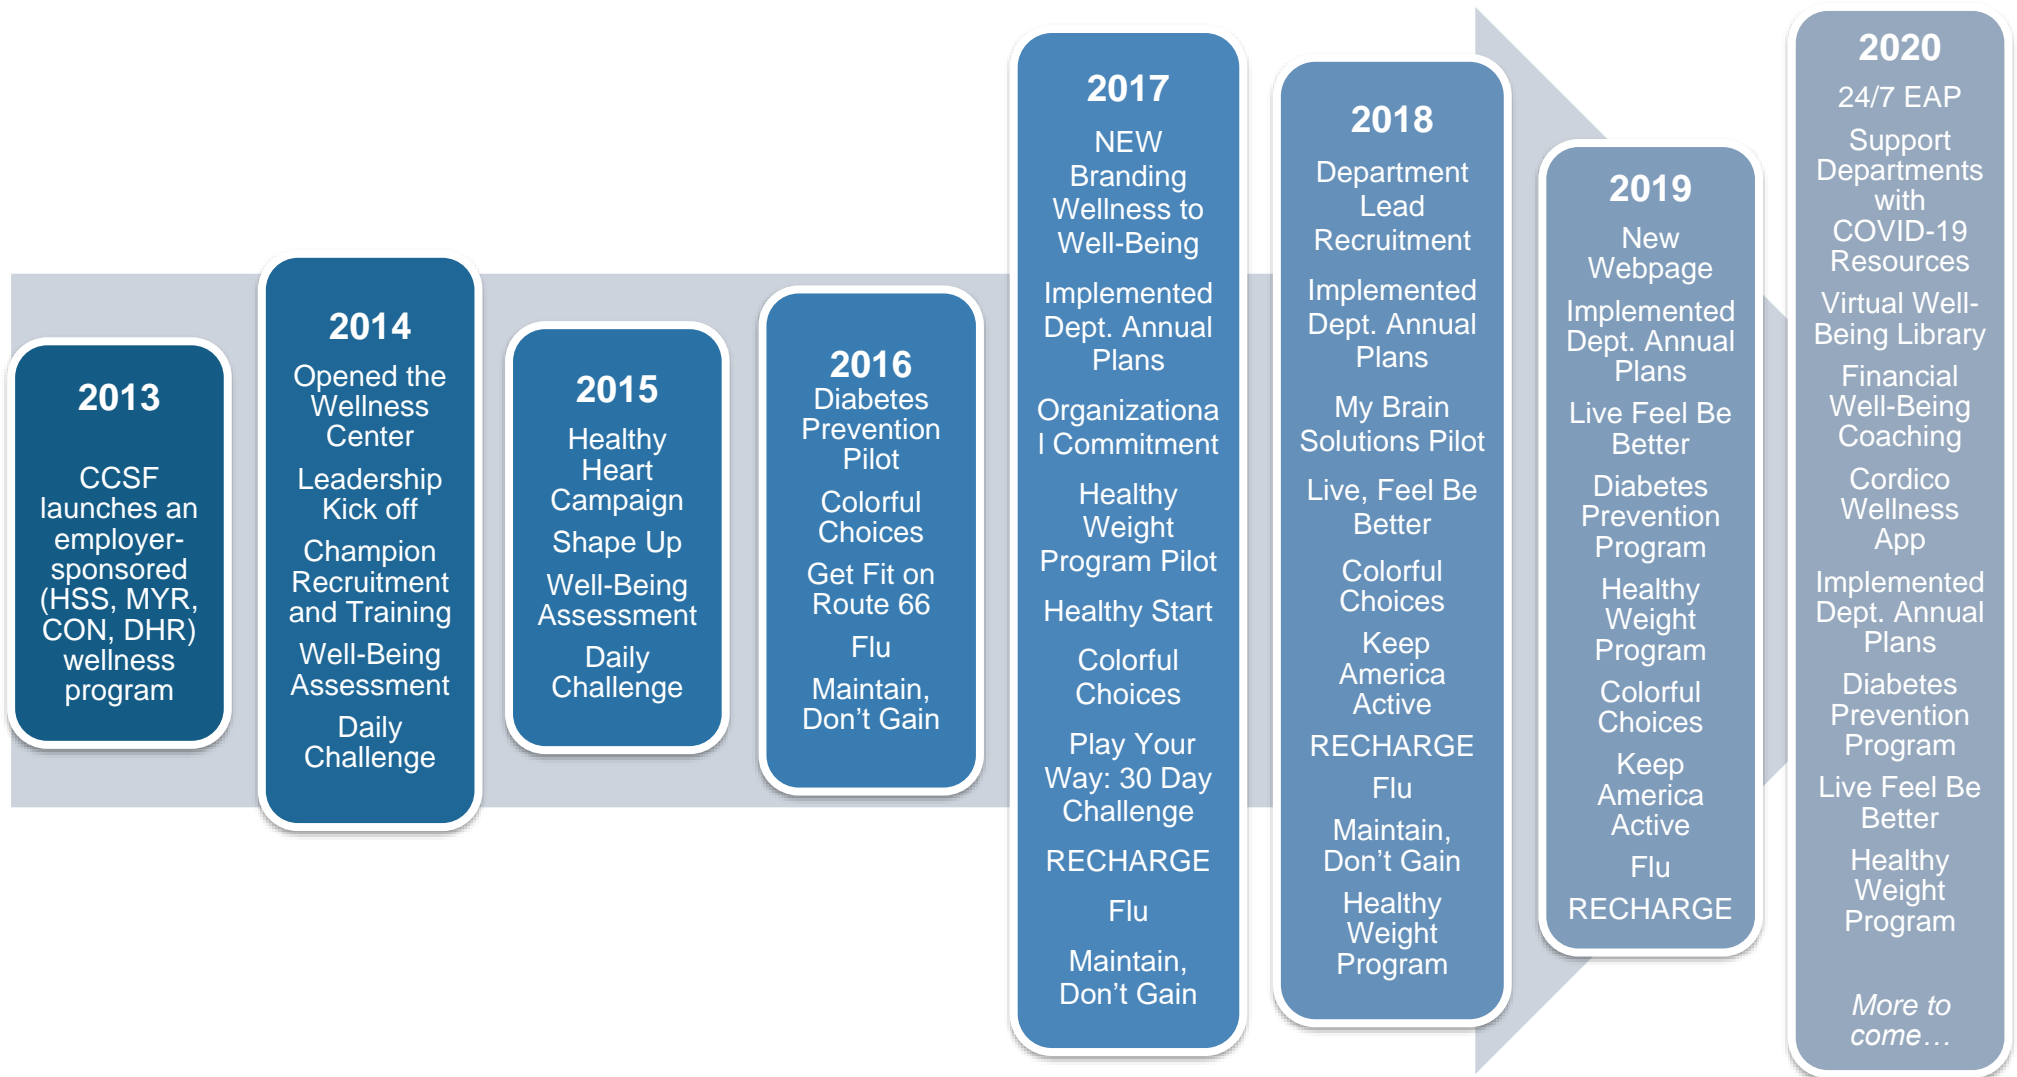 2013
CCSF
launches an
employer-
sponsored
(HSS, MYR,
CON, DHR)
wellness
program
2014
Opened the
Wellness
Center
Leadership
Kick off
Champion
Recruitment
and Training
Well-Being
Assessment
Daily
Challenge
2015
Healthy
Heart
Campaign
Shape Up
Well-Being
Assessment
Daily
Challenge
2016
Diabetes
Prevention
Pilot
Colorful
Choices
Get Fit on
Route 66
Flu
Maintain,
Don’t Gain
2017
NEW
Branding
Wellness to
Well-Being
Implemented
Dept. Annual
Plans
Organizationa
l Commitment
Healthy
Weight
Program Pilot
Healthy Start
Colorful
Choices
Play Your
Way: 30 Day
Challenge
RECHARGE
Flu
Maintain,
Don’t Gain
2018
Department
Lead
Recruitment
Implemented
Dept. Annual
Plans
My Brain
Solutions Pilot
Live, Feel Be
Better
Colorful
Choices
Keep
America
Active
RECHARGE
Flu
Maintain,
Don’t Gain
Healthy
Weight
Program
2019
New
Webpage
Implemented
Dept. Annual
Plans
Live Feel Be
Better
Diabetes
Prevention
Program
Healthy
Weight
Program
Colorful
Choices
Keep
America
Active
Flu
RECHARGE
2020
24/7 EAP
Support
Departments
with
COVID-19
Resources
Virtual Well-
Being Library
Financial
Well-Being
Coaching
Cordico
Wellness
App
Implemented
Dept. Annual
Plans
Diabetes
Prevention
Program
Live Feel Be
Better
Healthy
Weight
Program
More to
come…